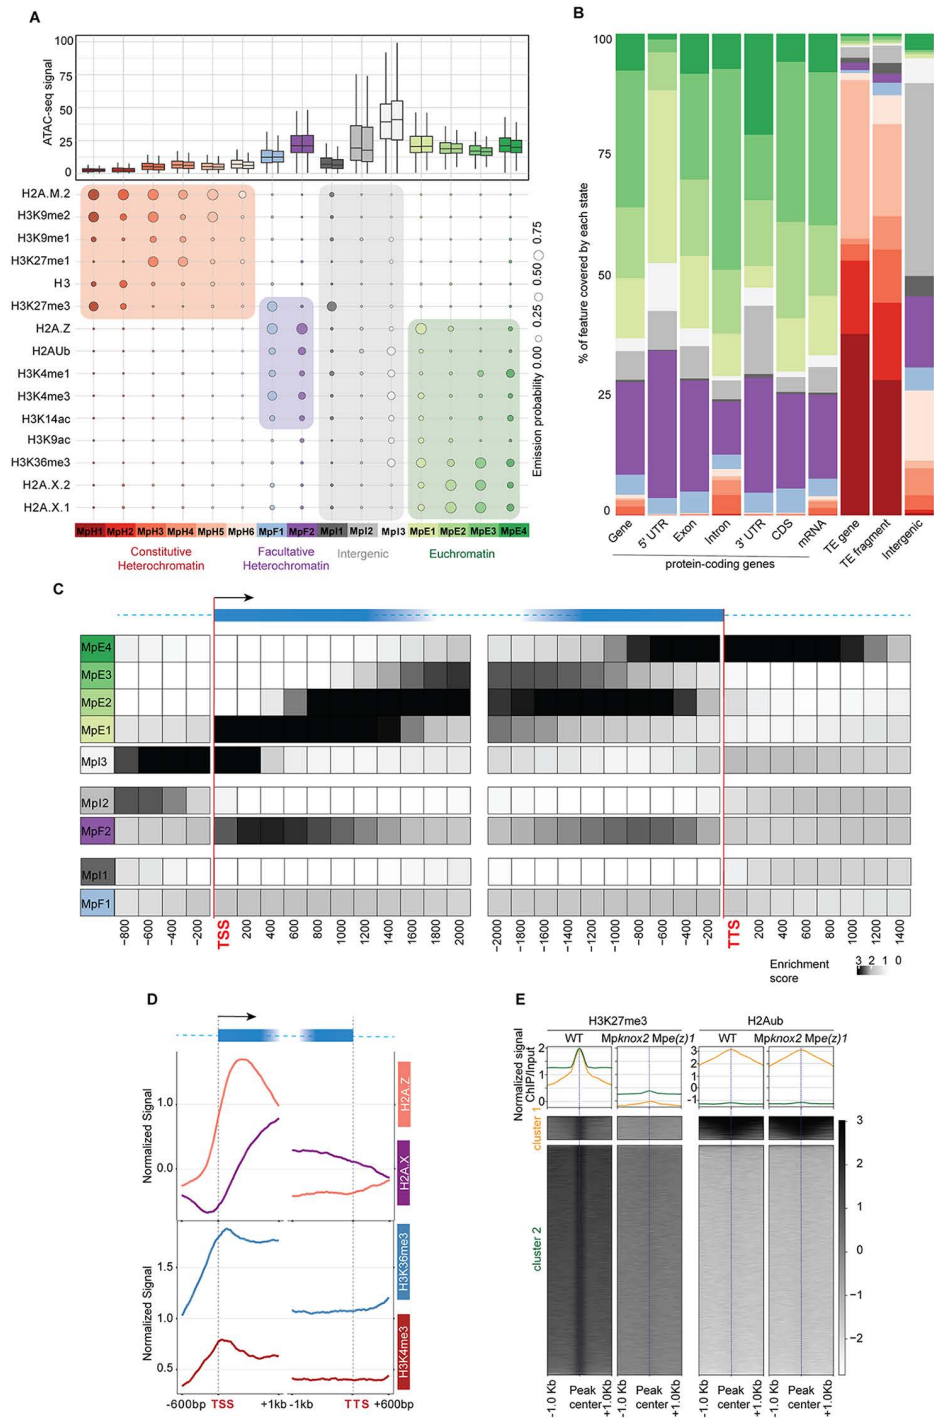 A
ATAC-seq signal
100
75
50
25
0
H2A.M.2
H3K9me2
H3K9me1
H3K27me1
H3
H3K27me3
H2A.Z
H2AUb
H3K4me1
H3K4me3
H3K14ac
H3K9ac
H3K36me3
H2A.X.2
H2A.X.1
Emission probability 0.00 0.25 0.50 0.75
MpH1 MpH2 MpH3 MpH4 MpH5 MpH6 MpF1 MpF2 MpI1 MpI2 MpI3 MpE1 MpE2 MpE3 MpE4
Constitutive Heterochromatin
Facultative Heterochromatin
Intergenic
Euchromatin
B
% of feature covered by each state
100
75
50
25
0
Gene 5' UTR Exon Intron 3' UTR CDS mRNA TE gene TE fragment Intergenic
protein-coding genes
C
MpE4
MpE3
MpE2
MpE1
MpI3
MpI2
MpF2
MpI1
MpF1
-800 -600 -400 -200 TSS 200 400 600 800 1000 1200 1400 1600 1800 2000 -2000 -1800 -1600 -1400 -1200 -1000 -800 -600 -400 -200 TTS 200 400 600 800 1000 1200 1400
Enrichment score
3 2 1 0
D
Normalized Signal
1.0
0.0
H2A.Z
H2A.X
Normalized Signal
1.5
1.0
0.5
H3K36me3
H3K4me3
-600bp TSS +1kb -1kb TTS +600bp
E
H3K27me3 H2Aub
WT Mpknox2 Mpe(z)1 WT Mpknox2 Mpe(z)1
Normalized signal
ChIP/Input
2
1
0
3
2
1
0
-1
cluster 1
cluster 2
3
2
1
0
-1
-2
-1.0 Kb Peak center +1.0Kb -1.0 Kb Peak center +1.0Kb -1.0 Kb Peak center +1.0Kb -1.0 Kb Peak center +1.0Kb